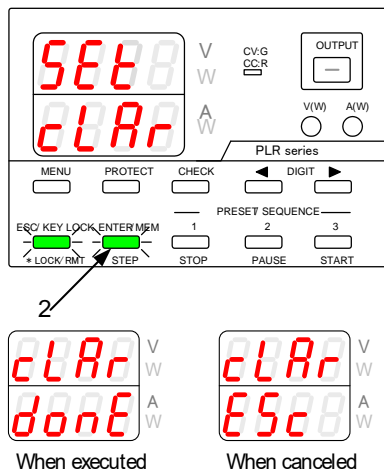 SEt V
W
cLAr A
W
CV:G
CC:R
OUTPUT
V(W) A(W)
PLR series
MENU PROTECT CHECK ◀ DIGIT ▶
PRESET/ SEQUENCE
ESC/ KEY LOCK ENTER/MEM 1 2 3
* LOCK/ RMT STEP STOP PAUSE START
2
cLAr V
W
donE A
W
When executed
cLAr V
W
ESc A
W
When canceled